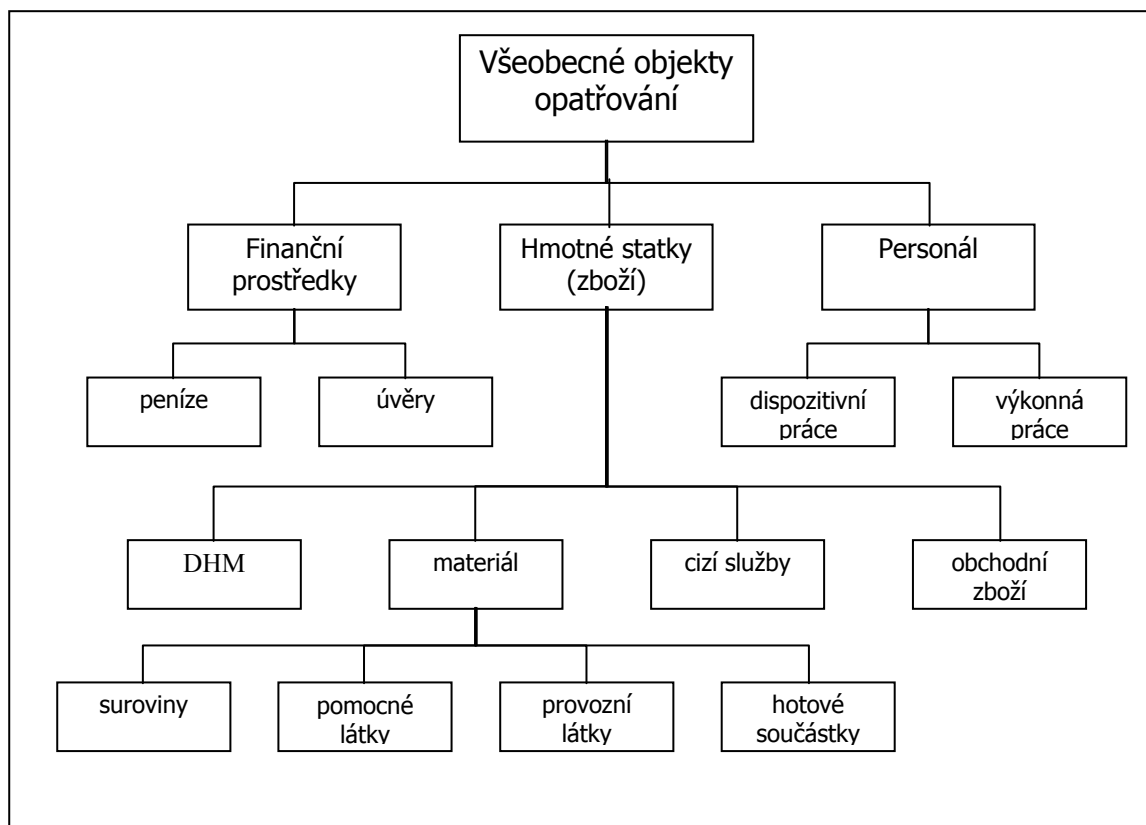 Všeobecné objekty
opatřování
Finanční
prostředky
Hmotné statky
(zboží)
Personál
peníze
úvěry
dispozitivní
práce
výkonná
práce
DHM
materiál
cizí služby
obchodní
zboží
suroviny
pomocné
látky
provozní
látky
hotové
součástky